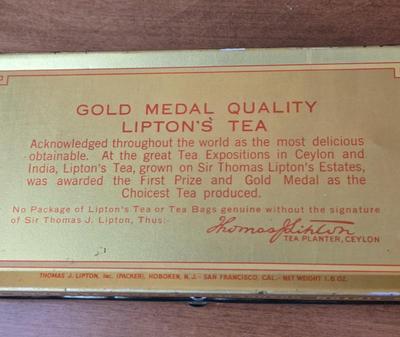 GOLD MEDAL QUALITY
LIPTON'S TEA
Acknowledged throughout the world as the most delicious
obtainable. At the great Tea Expositions in Ceylon and
India, Lipton's Tea, grown on Sir Thomas Lipton's Estates,
was awarded the First Prize and Gold Medal as the
Choicest Tea produced.
No Package of Lipton's Tea or Tea Bags genuine without the signature
of Sir Thomas J. Lipton, Thus:-
Thomas J Lipton
TEA PLANTER, CEYLON
THOMAS J. LIPTON, Inc. (PACKER), HOBOKEN, N.J. - SAN FRANCISCO, CAL. - NET WEIGHT 1.6 OZ.